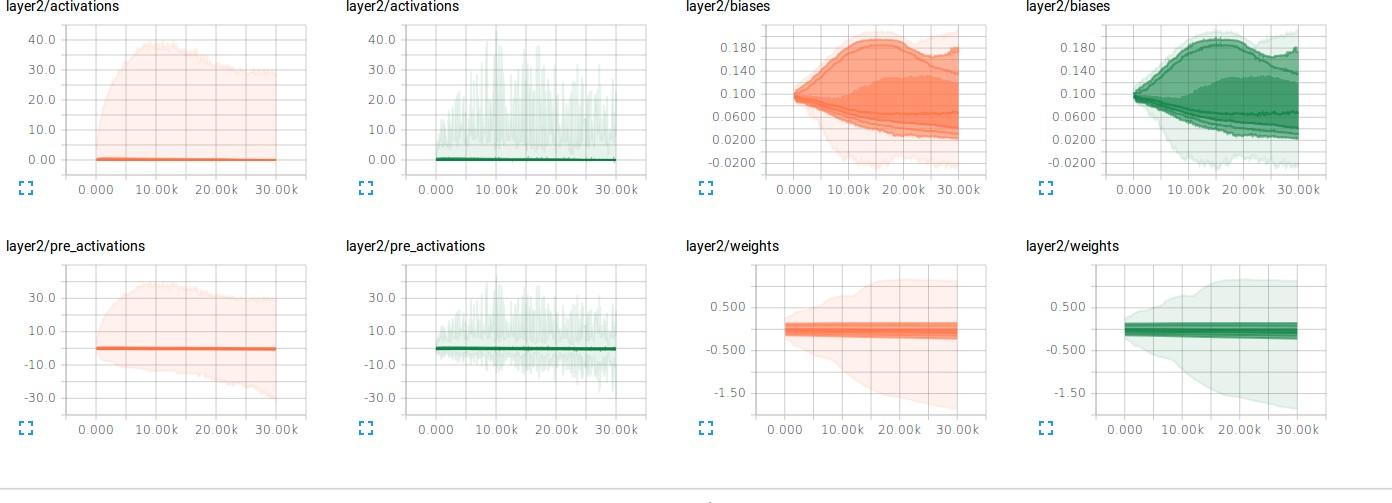 layer2/activations layer2/activations layer2/biases layer2/biases
40.0 40.0 0.180 0.180
30.0 30.0 0.140 0.140
20.0 20.0 0.100 0.100
10.0 10.0 0.0600 0.0600
0.00 0.00 0.0200 0.0200
-0.0200 -0.0200
0.000 10.00k 20.00k 30.00k 0.000 10.00k 20.00k 30.00k 0.000 10.00k 20.00k 30.00k 0.000 10.00k 20.00k 30.00k
layer2/pre_activations layer2/pre_activations layer2/weights layer2/weights
30.0 30.0 0.500 0.500
10.0 10.0 -0.500 -0.500
-10.0 -10.0 -1.50 -1.50
-30.0 -30.0
0.000 10.00k 20.00k 30.00k 0.000 10.00k 20.00k 30.00k 0.000 10.00k 20.00k 30.00k 0.000 10.00k 20.00k 30.00k